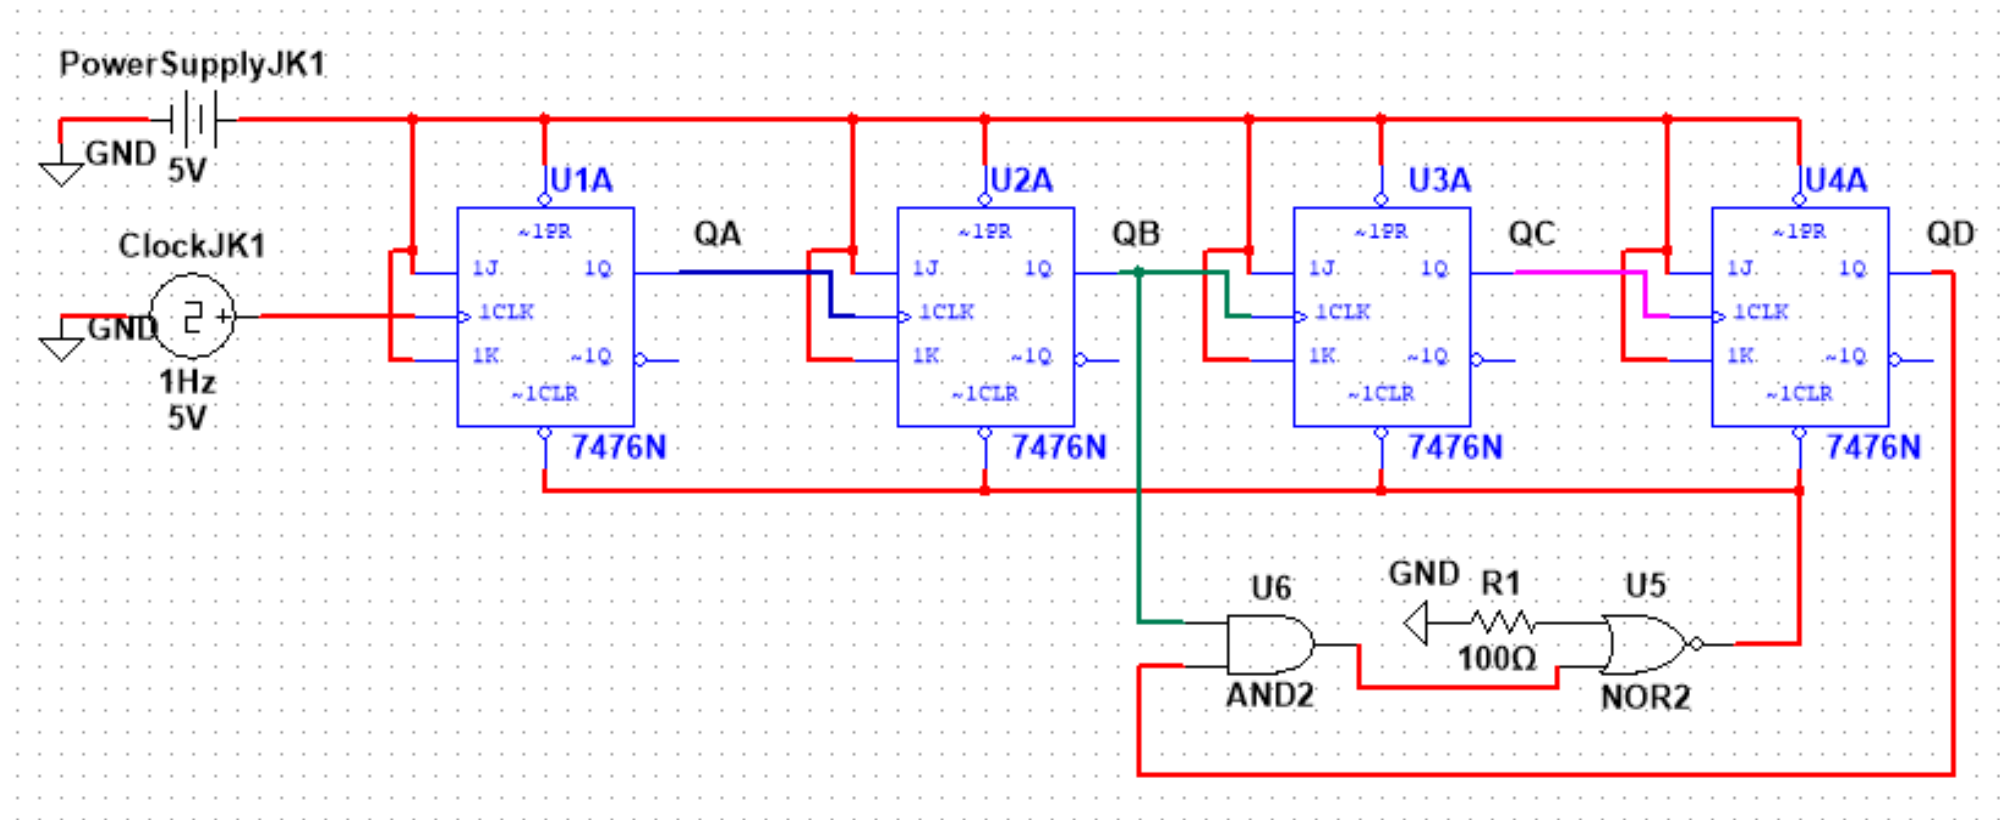 PowerSupplyJK1
GND
5V
ClockJK1
GND
1Hz
5V
U1A
~1PR
1J
1Q
1CLK
1K
~1Q
~1CLR
7476N
QA
U2A
~1PR
1J
1Q
1CLK
1K
~1Q
~1CLR
7476N
QB
U3A
~1PR
1J
1Q
1CLK
1K
~1Q
~1CLR
7476N
QC
U4A
~1PR
1J
1Q
1CLK
1K
~1Q
~1CLR
7476N
QD
U6
AND2
GND
R1
100Ω
U5
NOR2